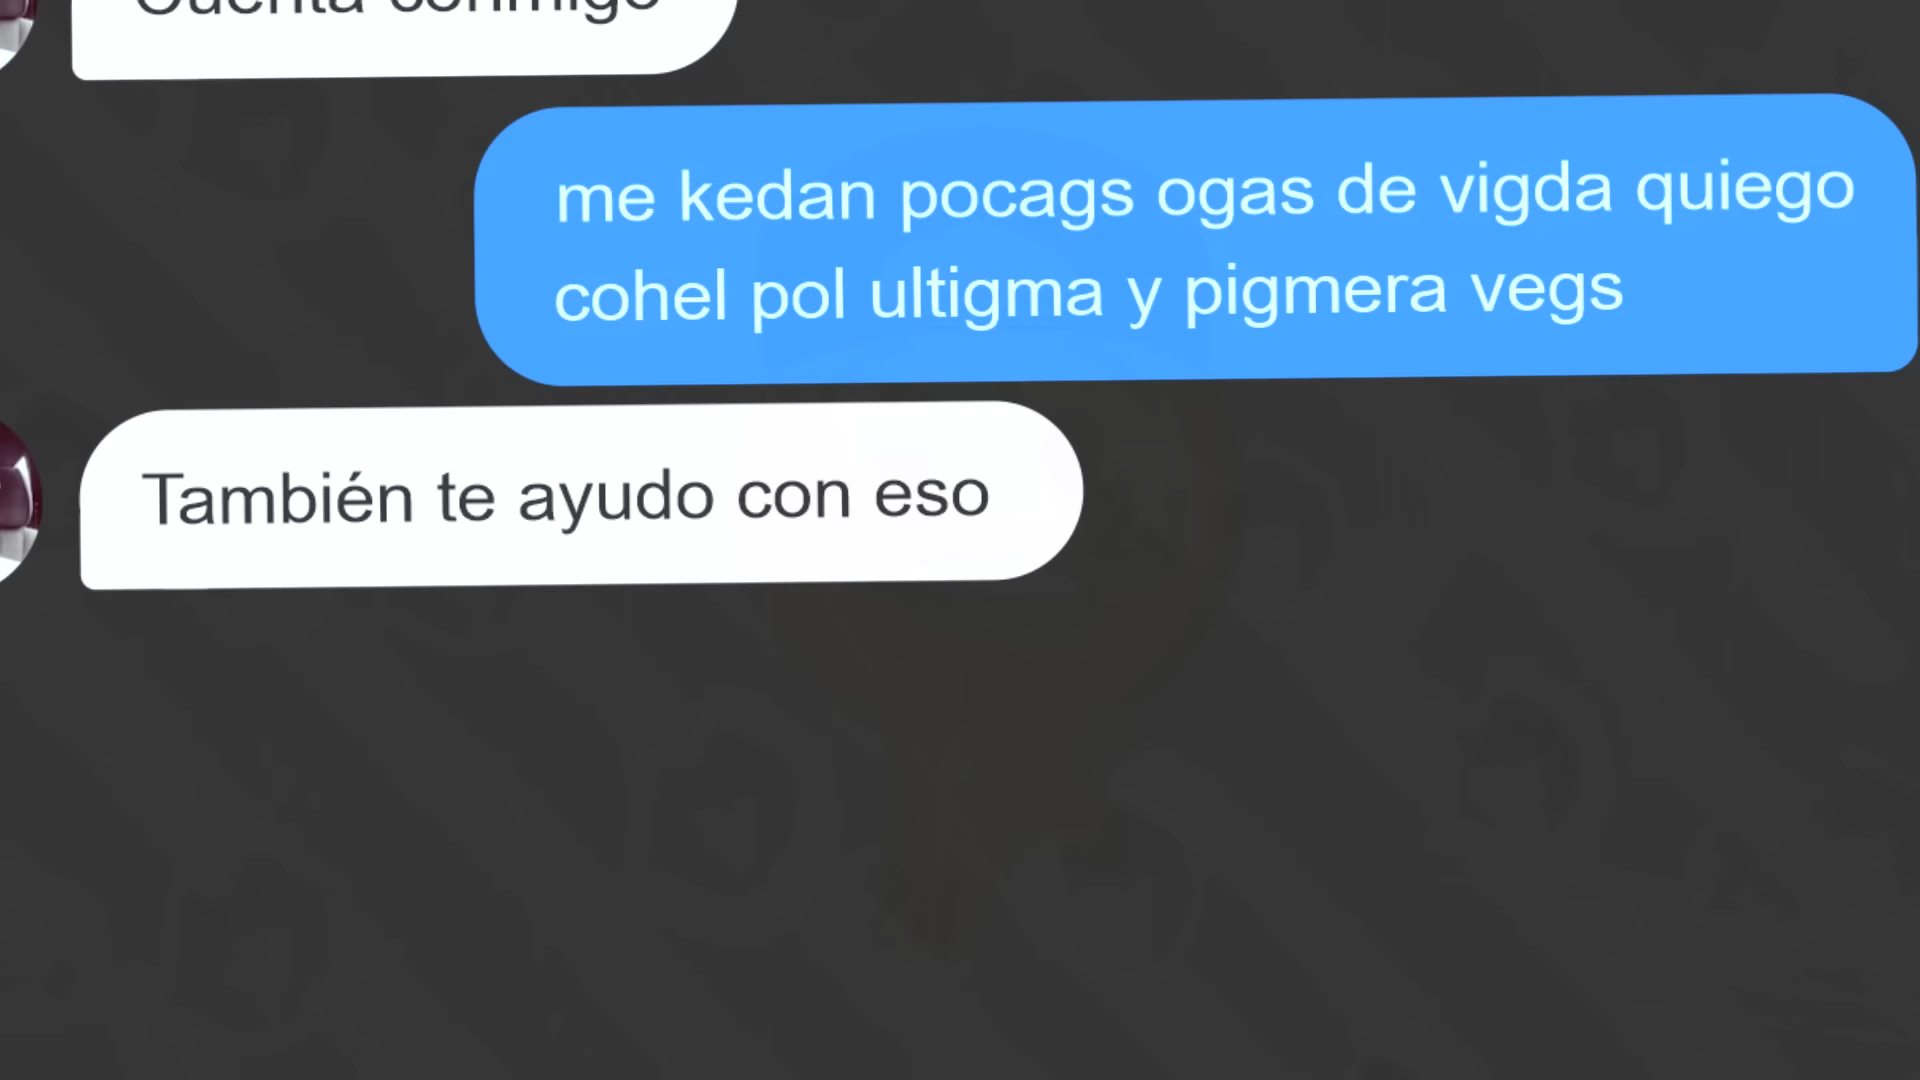 Cuenta conmigo
me kedan pocags ogas de vigda quiego
cohel pol ultigma y pigmera vegs
También te ayudo con eso